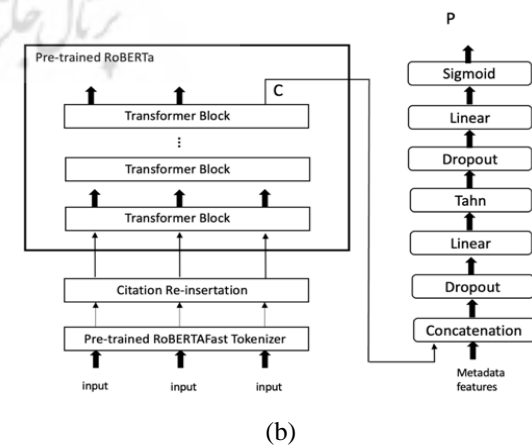 Pre-trained RoBERTa
C
Transformer Block
⋮
Transformer Block
Transformer Block
Citation Re-insertation
Pre-trained RoBERTAFast Tokenizer
input input input
P
Sigmoid
Linear
Dropout
Tahn
Linear
Dropout
Concatenation
Metadata
features
(b)